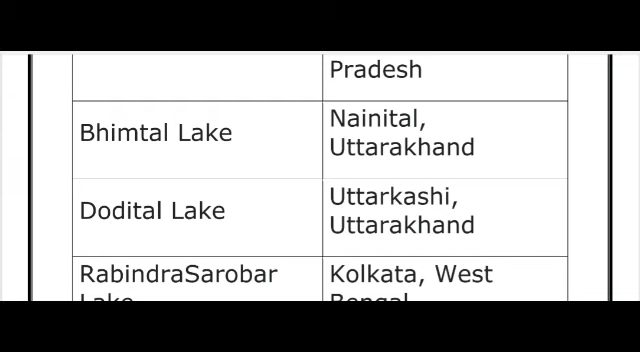 Pradesh
Bhimtal Lake
Nainital,
Uttarakhand
Dodital Lake
Uttarkashi,
Uttarakhand
RabindraSarobar
Lake
Kolkata, West
Bengal